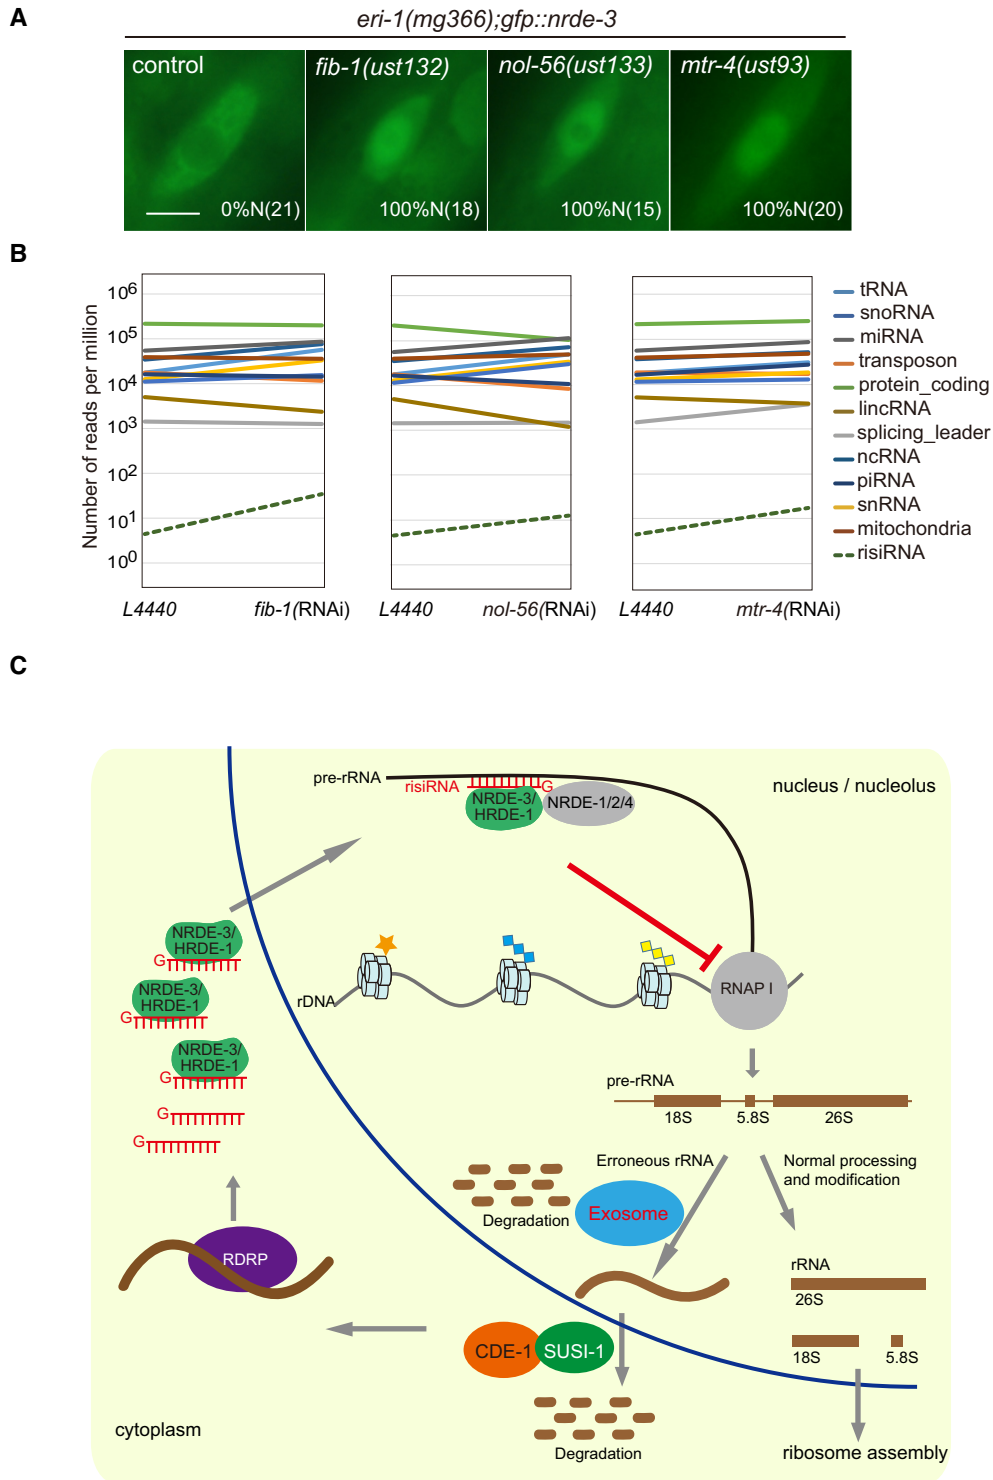 A
eri-1(mg366);gfp::nrde-3
control
fib-1(ust132)
nol-56(ust133)
mtr-4(ust93)
0%N(21)
100%N(18)
100%N(15)
100%N(20)
B
Number of reads per million
10^6
10^5
10^4
10^3
10^2
10^1
10^0
L4440
fib-1(RNAi)
L4440
nol-56(RNAi)
L4440
mtr-4(RNAi)
tRNA
snoRNA
miRNA
transposon
protein_coding
lincRNA
splicing_leader
ncRNA
piRNA
snRNA
mitochondria
risiRNA
C
nucleus / nucleolus
pre-rRNA
risiRNA
G
NRDE-3/
HRDE-1
NRDE-1/2/4
NRDE-3/
HRDE-1
G
NRDE-3/
HRDE-1
G
NRDE-3/
HRDE-1
G
G
G
rDNA
RNAP I
pre-rRNA
18S
5.8S
26S
Erroneous rRNA
Normal processing
and modification
Degradation
Exosome
RDRP
rRNA
26S
18S
5.8S
CDE-1
SUSI-1
Degradation
cytoplasm
ribosome assembly